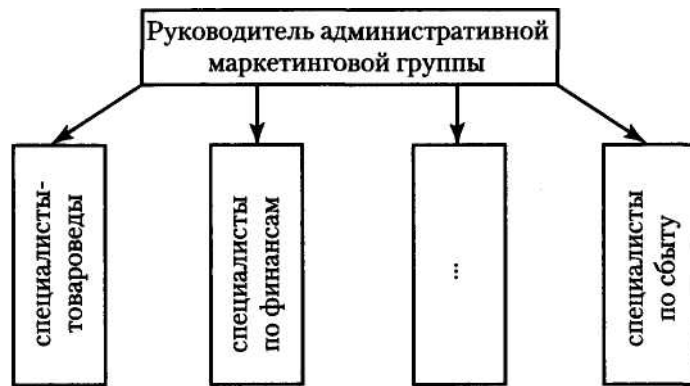 Руководитель административной
маркетинговой группы
специалисты-
товароведы
специалисты
по финансам
...
специалисты
по сбыту